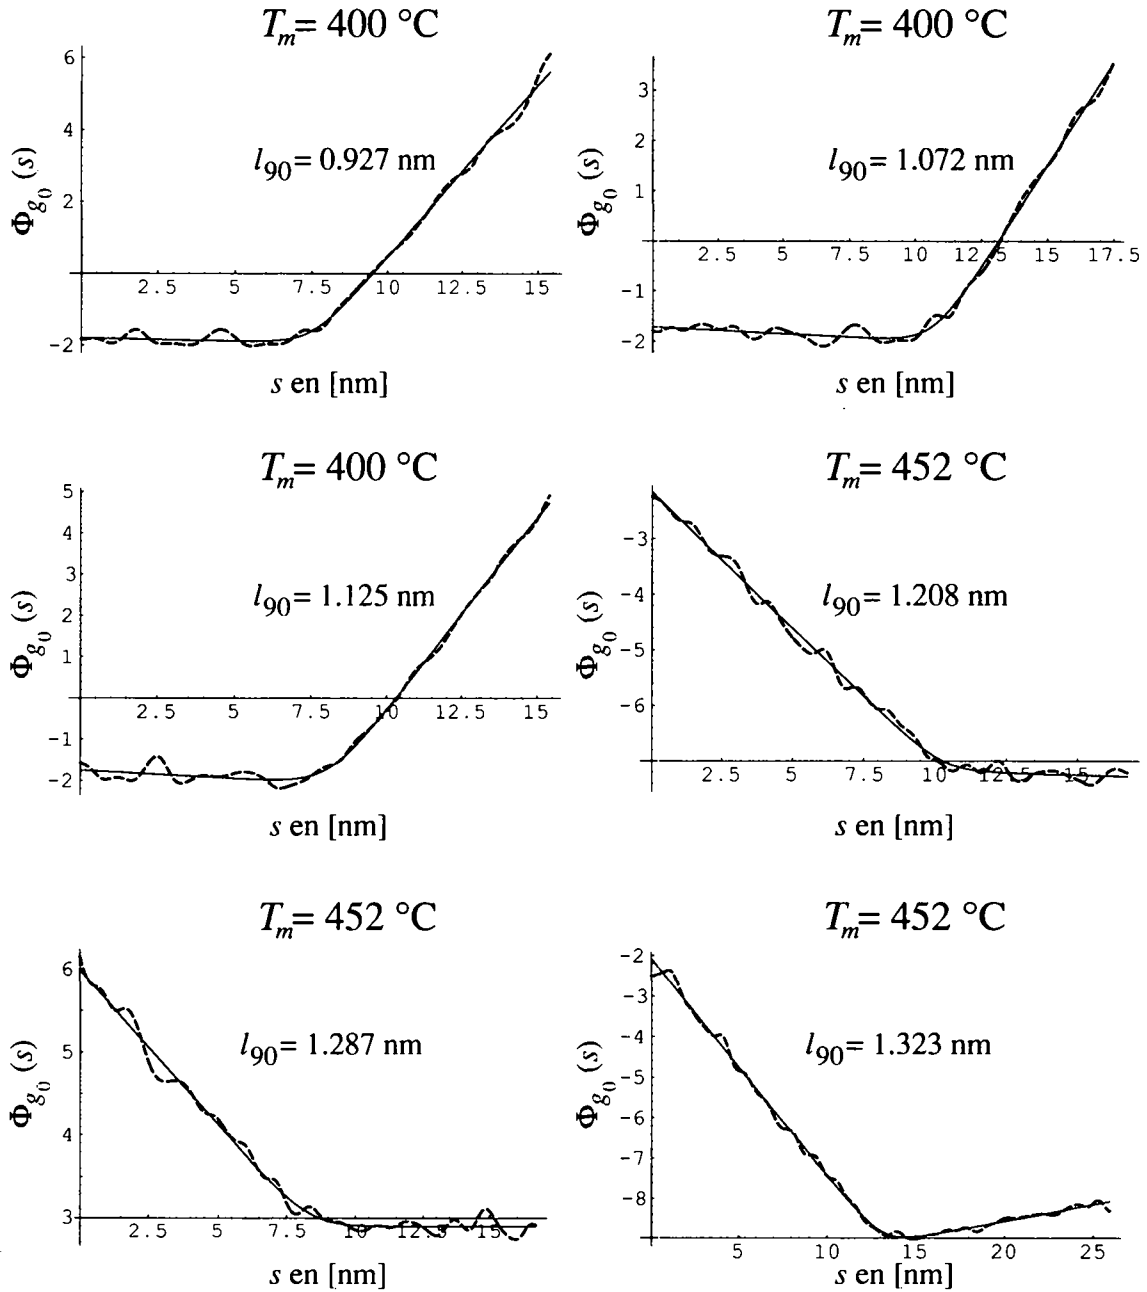 T_m= 400 °C
Φ_g0 (s)
6
4
2
-2
l90= 0.927 nm
2.5 5 7.5 10 12.5 15
s en [nm]
T_m= 400 °C
Φ_g0 (s)
3
2
1
-1
-2
l90= 1.072 nm
2.5 5 7.5 10 12.5 15 17.5
s en [nm]
T_m= 400 °C
Φ_g0 (s)
5
4
3
2
1
-1
-2
l90= 1.125 nm
2.5 5 7.5 10 12.5 15
s en [nm]
T_m= 452 °C
Φ_g0 (s)
-3
-4
-5
-6
l90= 1.208 nm
2.5 5 7.5 10 12.5 15
s en [nm]
T_m= 452 °C
Φ_g0 (s)
6
5
4
3
l90= 1.287 nm
2.5 5 7.5 10 12.5 15
s en [nm]
T_m= 452 °C
Φ_g0 (s)
-2
-3
-4
-5
-6
-7
-8
l90= 1.323 nm
5 10 15 20 25
s en [nm]